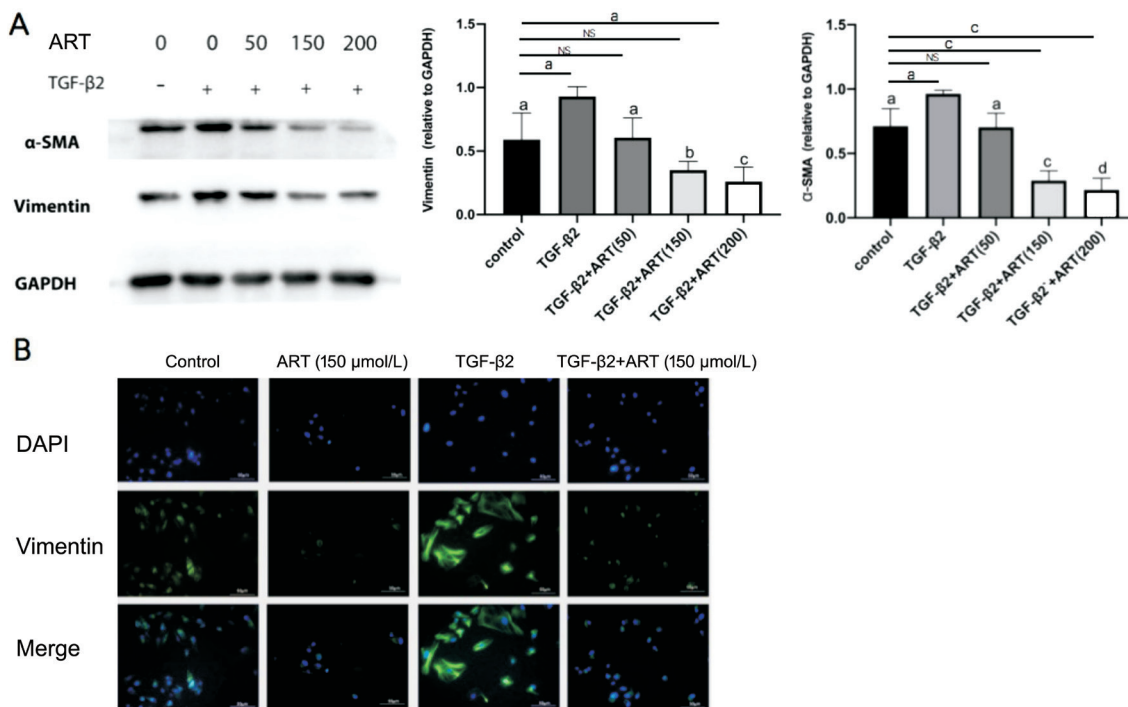 A
ART 0 0 50 150 200
TGF-β2 - + + + +
α-SMA
Vimentin
GAPDH
Vimentin (relative to GAPDH)
1.5
1.0
0.5
0.0
a
NS
NS
a
a
a
b
c
control
TGF-β2
TGF-β2+ART(50)
TGF-β2+ART(150)
TGF-β2+ART(200)
α-SMA (relative to GAPDH)
1.5
1.0
0.5
0.0
c
c
NS
a
a
a
c
d
control
TGF-β2
TGF-β2+ART(50)
TGF-β2+ART(150)
TGF-β2+ART(200)
B
Control ART (150 μmol/L) TGF-β2 TGF-β2+ART (150 μmol/L)
DAPI
Vimentin
Merge